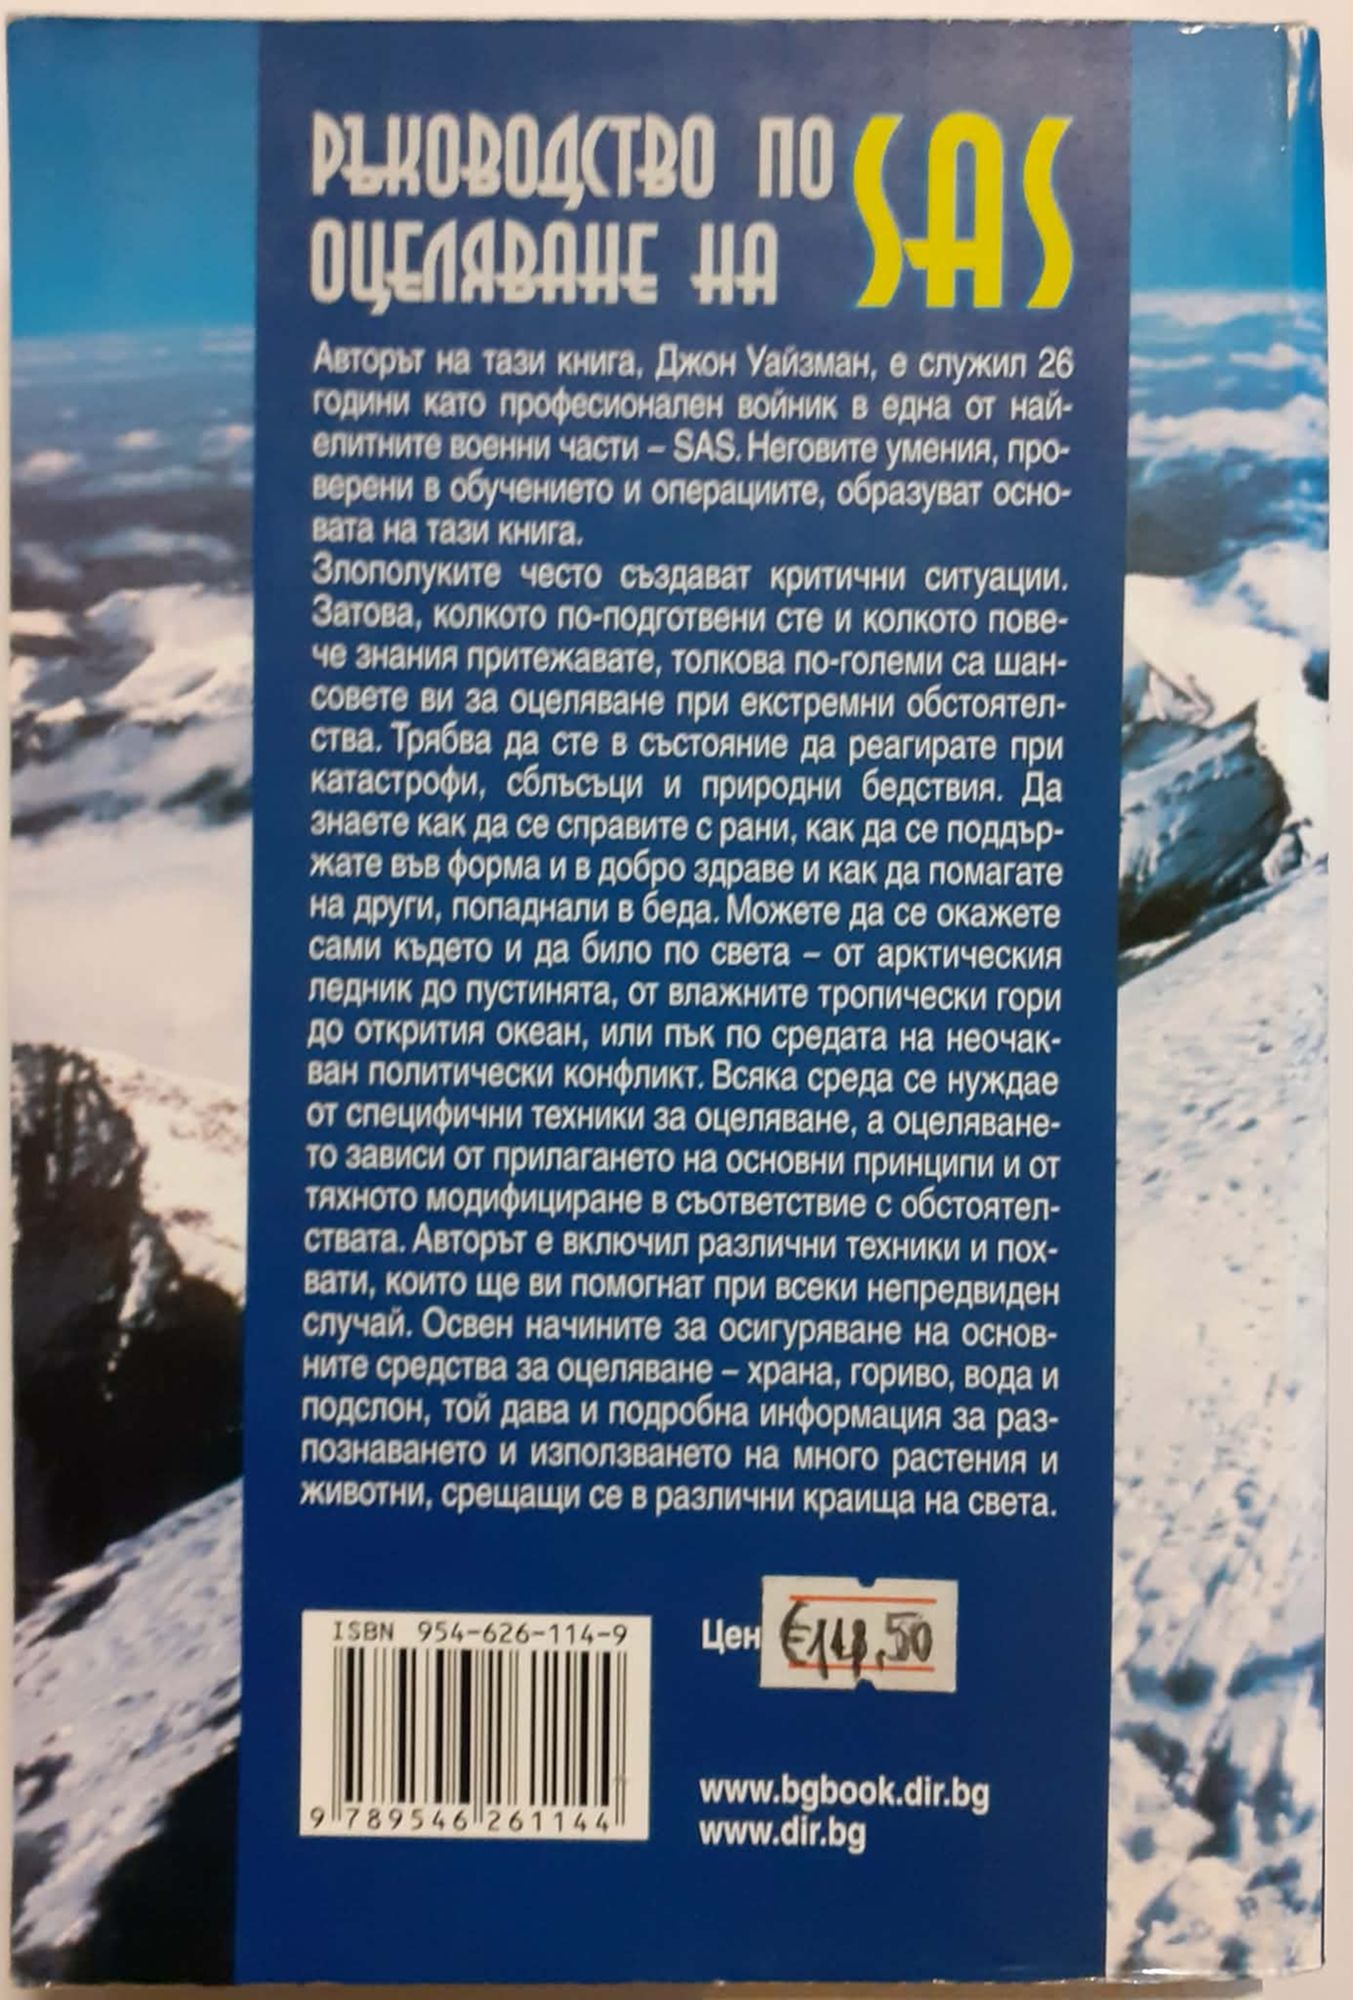 РЪКОВОДСТВО ПО SAS
ОЦЕЛЯВАНЕ НА
Авторът на тази книга, Джон Уайзман, е служил 26
години като професионален войник в една от най-
елитните военни части – SAS. Неговите умения, про-
верени в обучението и операциите, образуват осно-
вата на тази книга.
Злополуките често създават критични ситуации.
Затова, колкото по-подготвени сте и колкото пове-
че знания притежавате, толкова по-големи са шан-
совете ви за оцеляване при екстремни обстоятел-
ства. Трябва да сте в състояние да реагирате при
катастрофи, сблъсъци и природни бедствия. Да
знаете как да се справите с рани, как да се поддър-
жате във форма и в добро здраве и как да помагате
на други, попаднали в беда. Можете да се окажете
сами където и да било по света – от арктическия
ледник до пустинята, от влажните тропически гори
до открития океан, или пък по средата на неочак-
ван политически конфликт. Всяка среда се нуждае
от специфични техники за оцеляване, а оцеляване-
то зависи от прилагането на основни принципи и от
тяхното модифициране в съответствие с обстоятел-
ствата. Авторът е включил различни техники и пох-
вати, които ще ви помогнат при всеки непредвиден
случай. Освен начините за осигуряване на основ-
ните средства за оцеляване – храна, гориво, вода и
подслон, той дава и подробна информация за раз-
познаването и използването на много растения и
животни, срещащи се в различни краища на света.
ISBN 954-626-114-9
9 789546 261144
Цен
www.bgbook.dir.bg
www.dir.bg